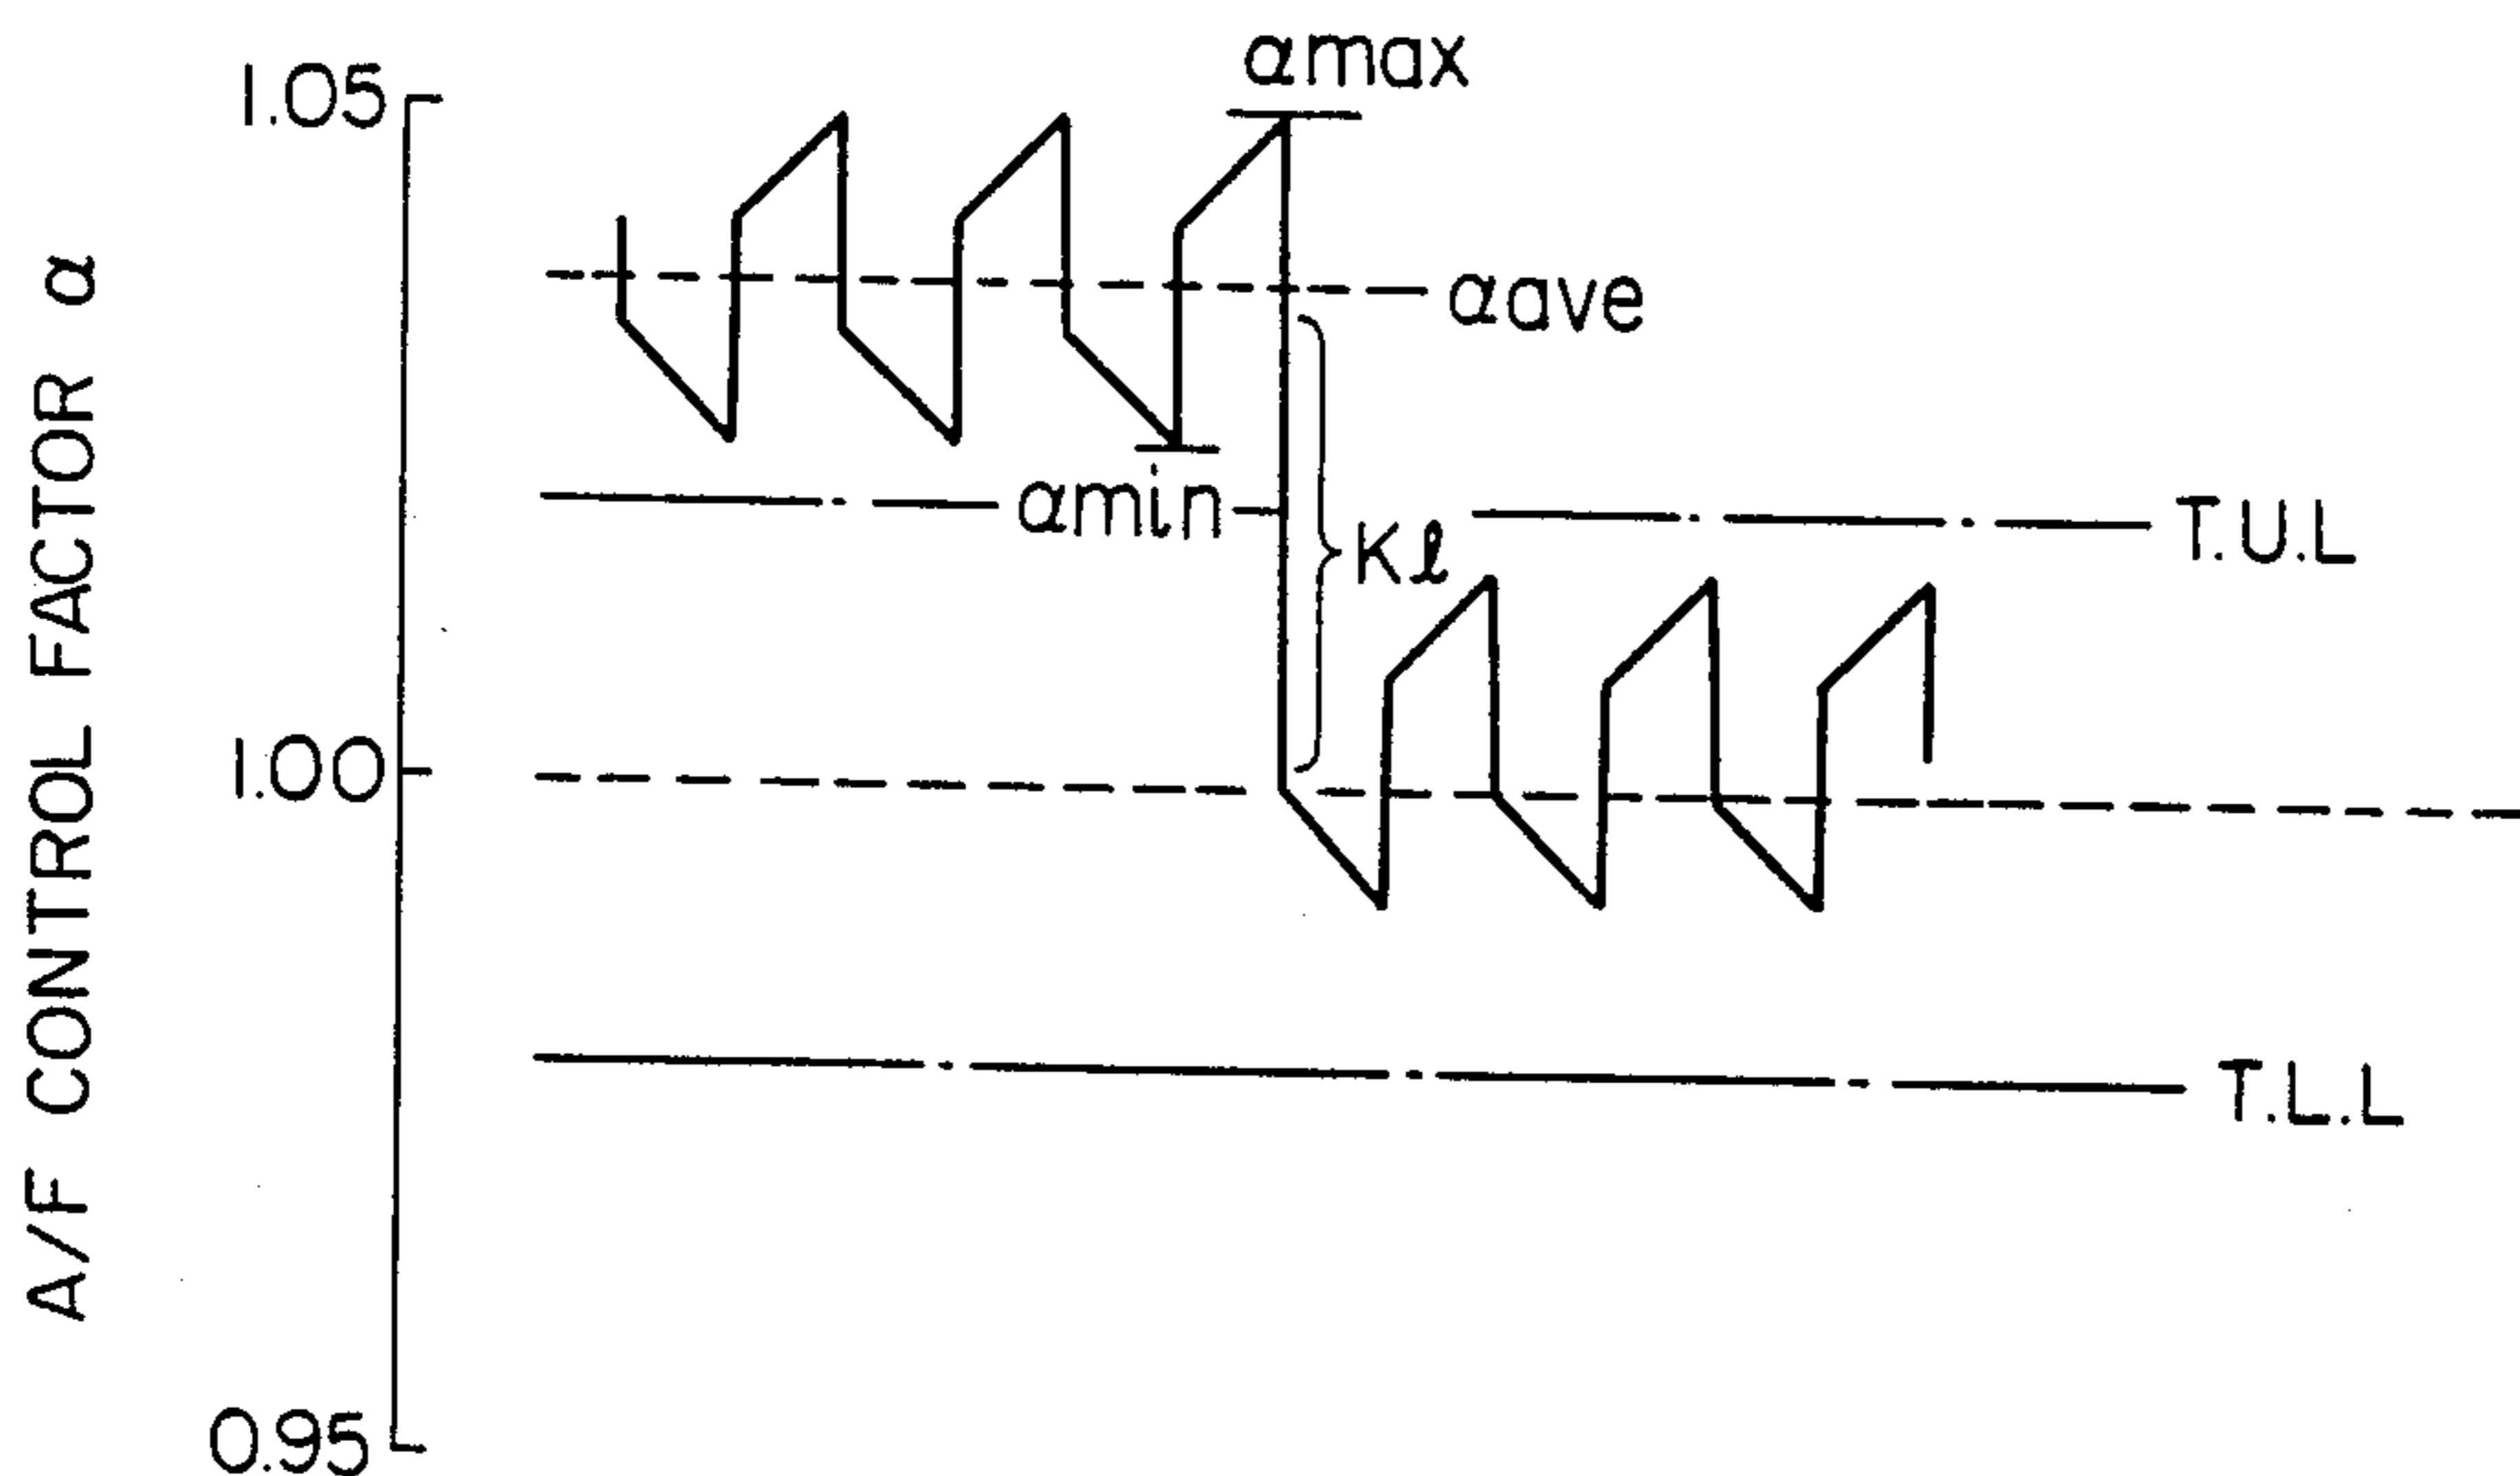 A/F CONTROL FACTOR α
1.05
αmax
αave
αmin
Kℓ
T.U.L
1.00
T.L.L
0.95